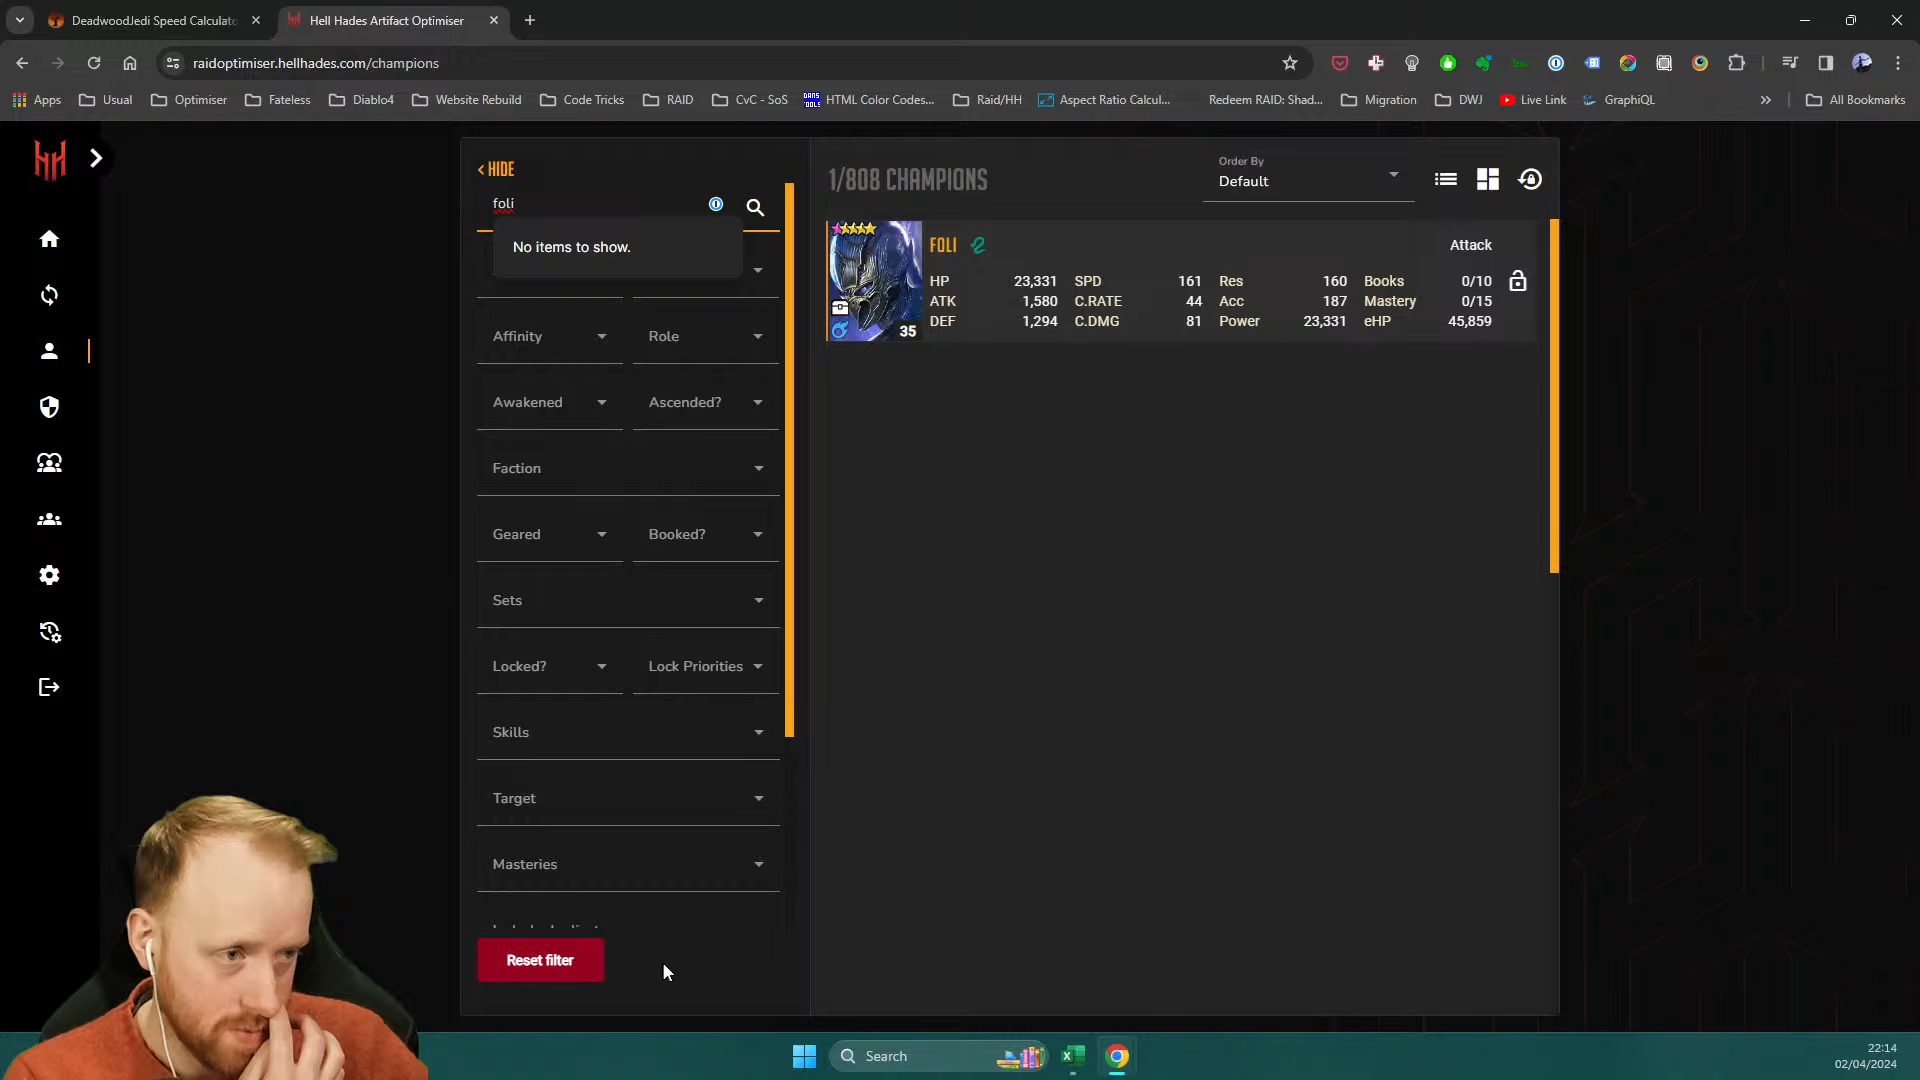 DeadwoodJedi Speed Calculato
Hell Hades Artifact Optimiser
raidoptimiser.hellhades.com/champions
Apps
Usual
Optimiser
Fateless
Diablo4
Website Rebuild
Code Tricks
RAID
CvC - SoS
HTML Color Codes...
Raid/HH
Aspect Ratio Calcul...
Redeem RAID: Shad...
Migration
DWJ
Live Link
GraphiQL
All Bookmarks
HIDE
foli
No items to show.
Affinity
Role
Awakened
Ascended?
Faction
Geared
Booked?
Sets
Locked?
Lock Priorities
Skills
Target
Masteries
Reset filter
1/808 CHAMPIONS
Order By
Default
FOLI
Attack
HP 23,331 SPD 161 Res 160 Books 0/10
ATK 1,580 C.RATE 44 Acc 187 Mastery 0/15
DEF 1,294 C.DMG 81 Power 23,331 eHP 45,859
35
Search
22:14
02/04/2024